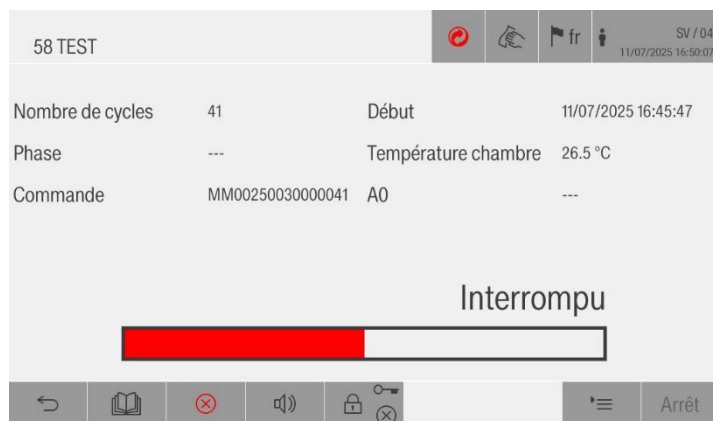 58 TEST
fr
SV / 04
11/07/2025 16:50:07
Nombre de cycles 41 Début 11/07/2025 16:45:47
Phase --- Température chambre 26.5 °C
Commande MM00250030000041 A0 ---
Interrompu
Arrêt